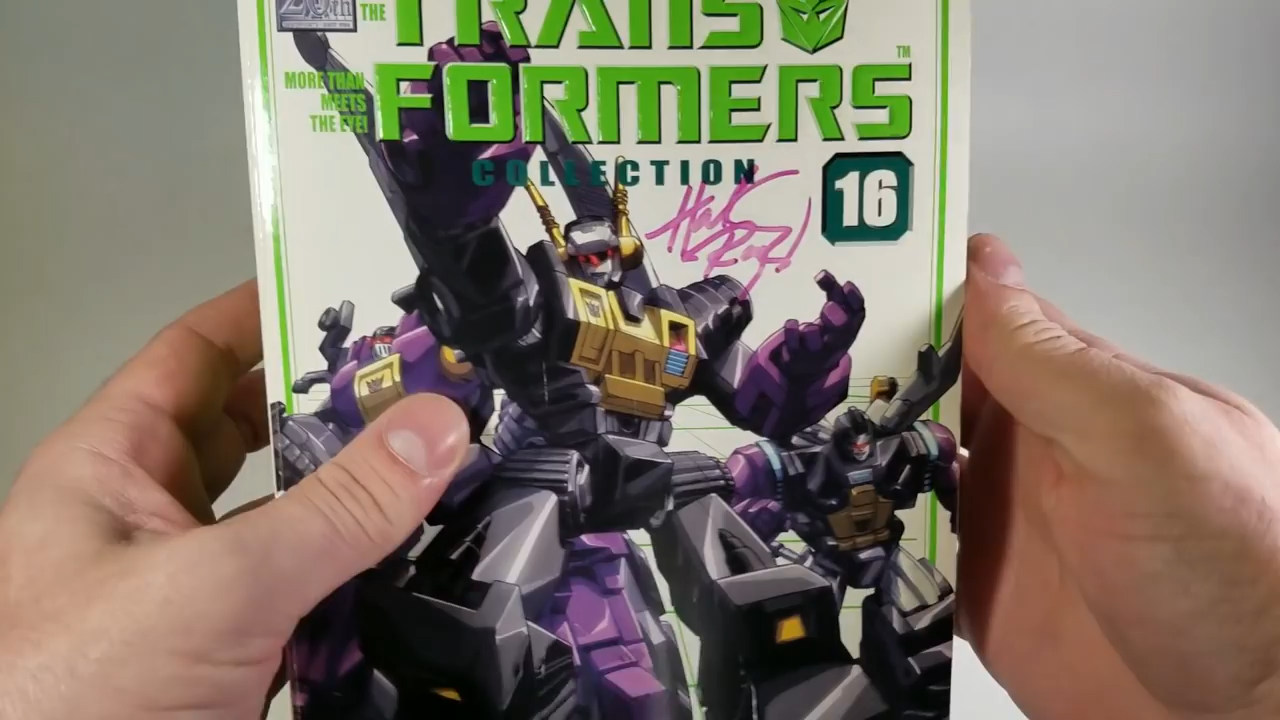 20th
THE
TRANS
FORMERS
TM
MORE THAN
MEETS
THE EYE!
COLLECTION
16